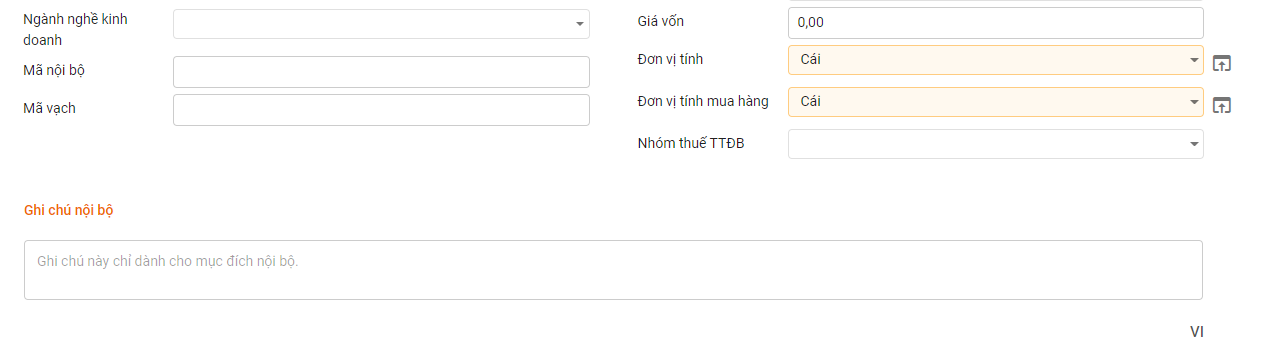 Ngành nghề kinh
doanh
Mã nội bộ
Mã vạch
Giá vốn
0,00
Đơn vị tính
Cái
Đơn vị tính mua hàng
Cái
Nhóm thuế TTĐB
Ghi chú nội bộ
Ghi chú này chỉ dành cho mục đích nội bộ.
VI